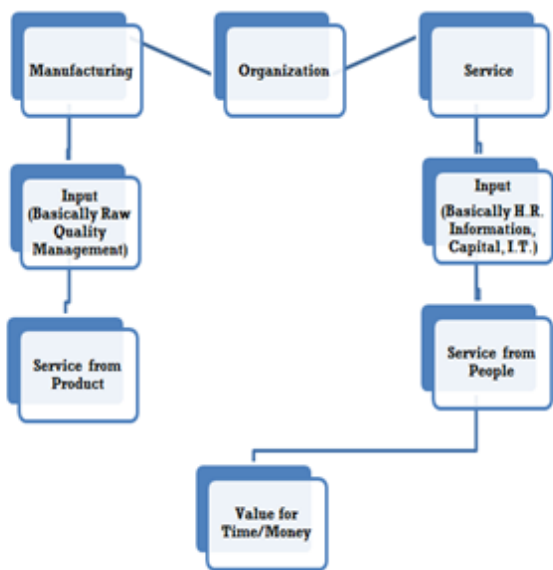 Manufacturing
Organization
Service
Input
(Basically Raw
Quality
Management)
Input
(Basically H.R.
Information,
Capital, I.T.)
Service from
Product
Service from
People
Value for
Time/Money